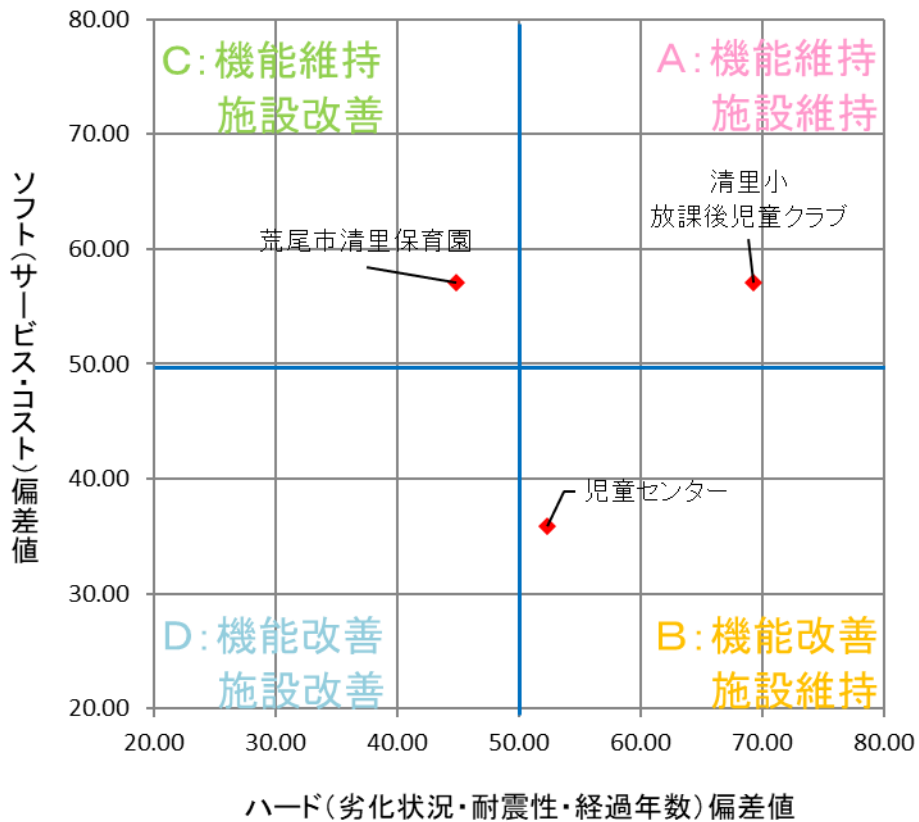 80.00
C:機能維持
施設改善
A:機能維持
施設維持
70.00
清里小
放課後児童クラブ
荒尾市清里保育園
60.00
50.00
40.00
児童センター
30.00
D:機能改善
施設改善
B:機能改善
施設維持
20.00
20.00 30.00 40.00 50.00 60.00 70.00 80.00
ソフト(サービス・コスト)偏差値
ハード(劣化状況・耐震性・経過年数)偏差値